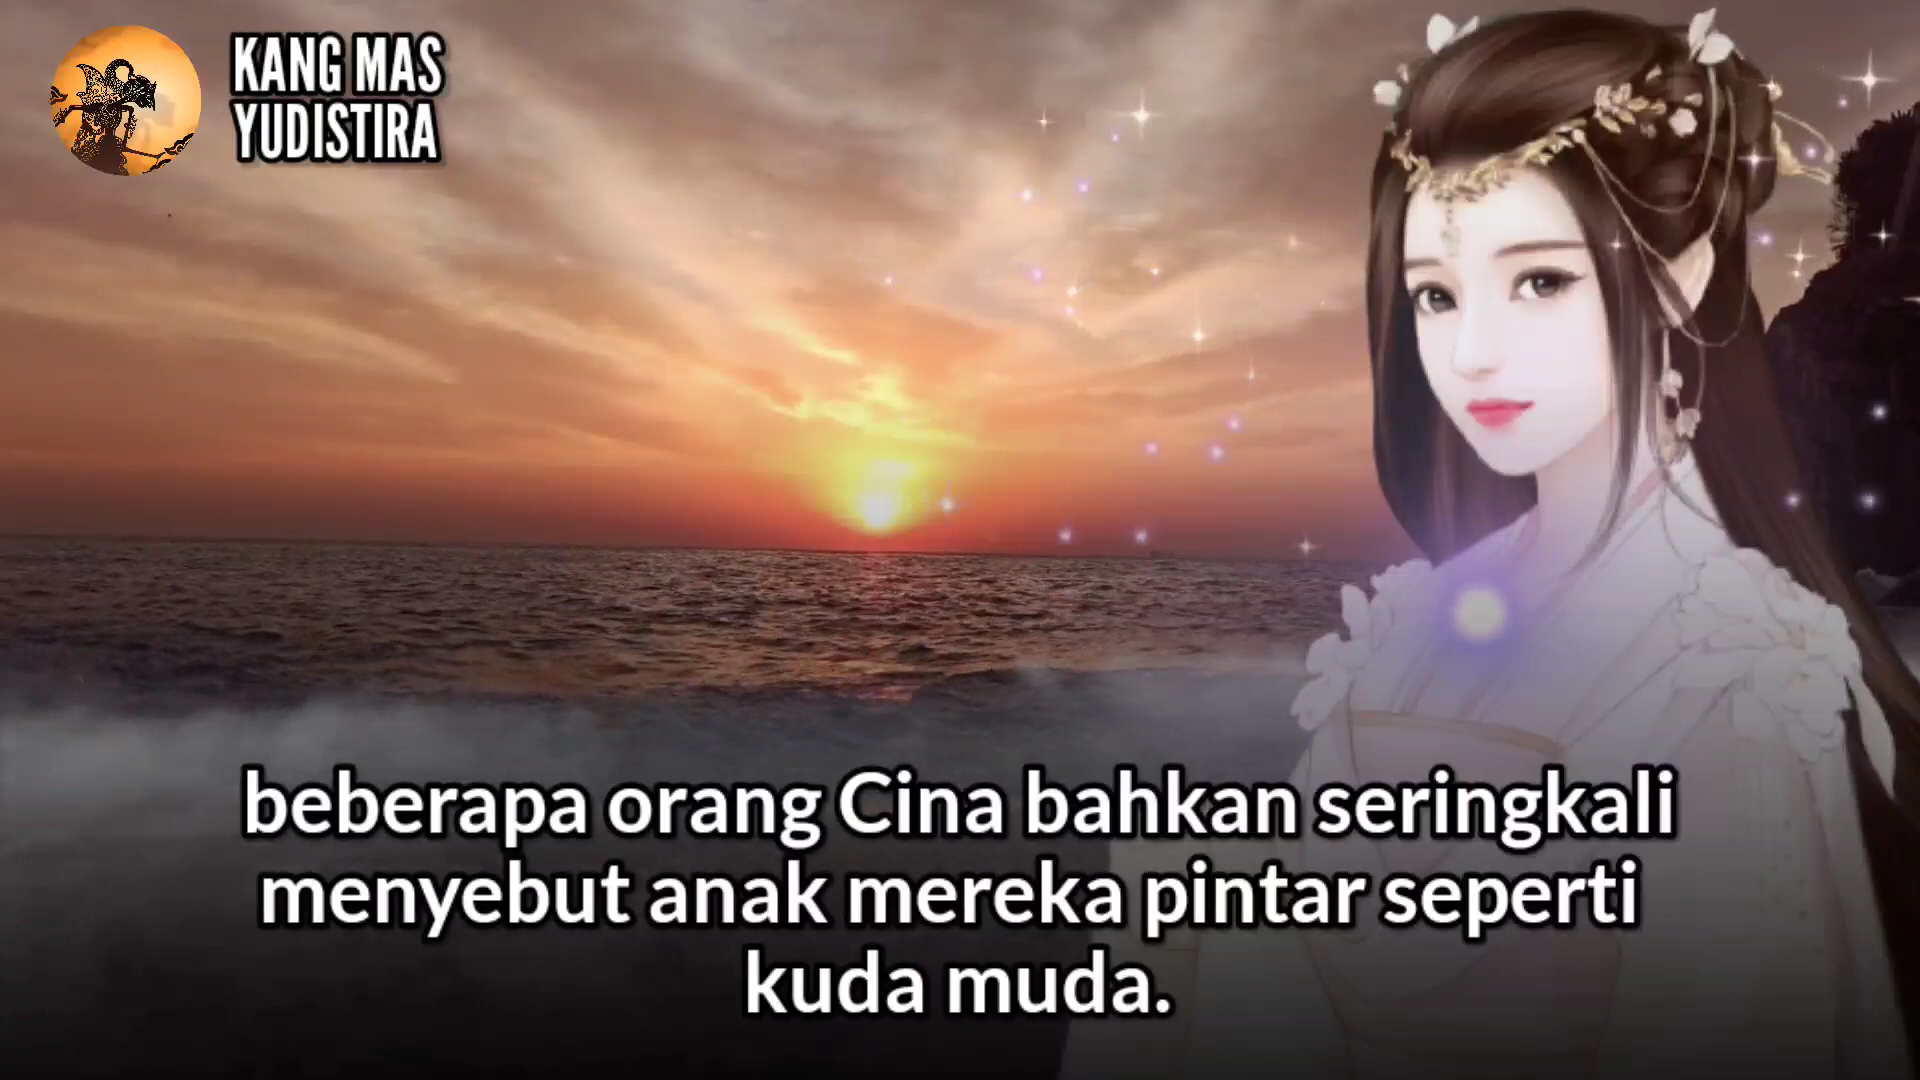 KANG MAS
YUDISTIRA
beberapa orang Cina bahkan seringkali
menyebut anak mereka pintar seperti
kuda muda.